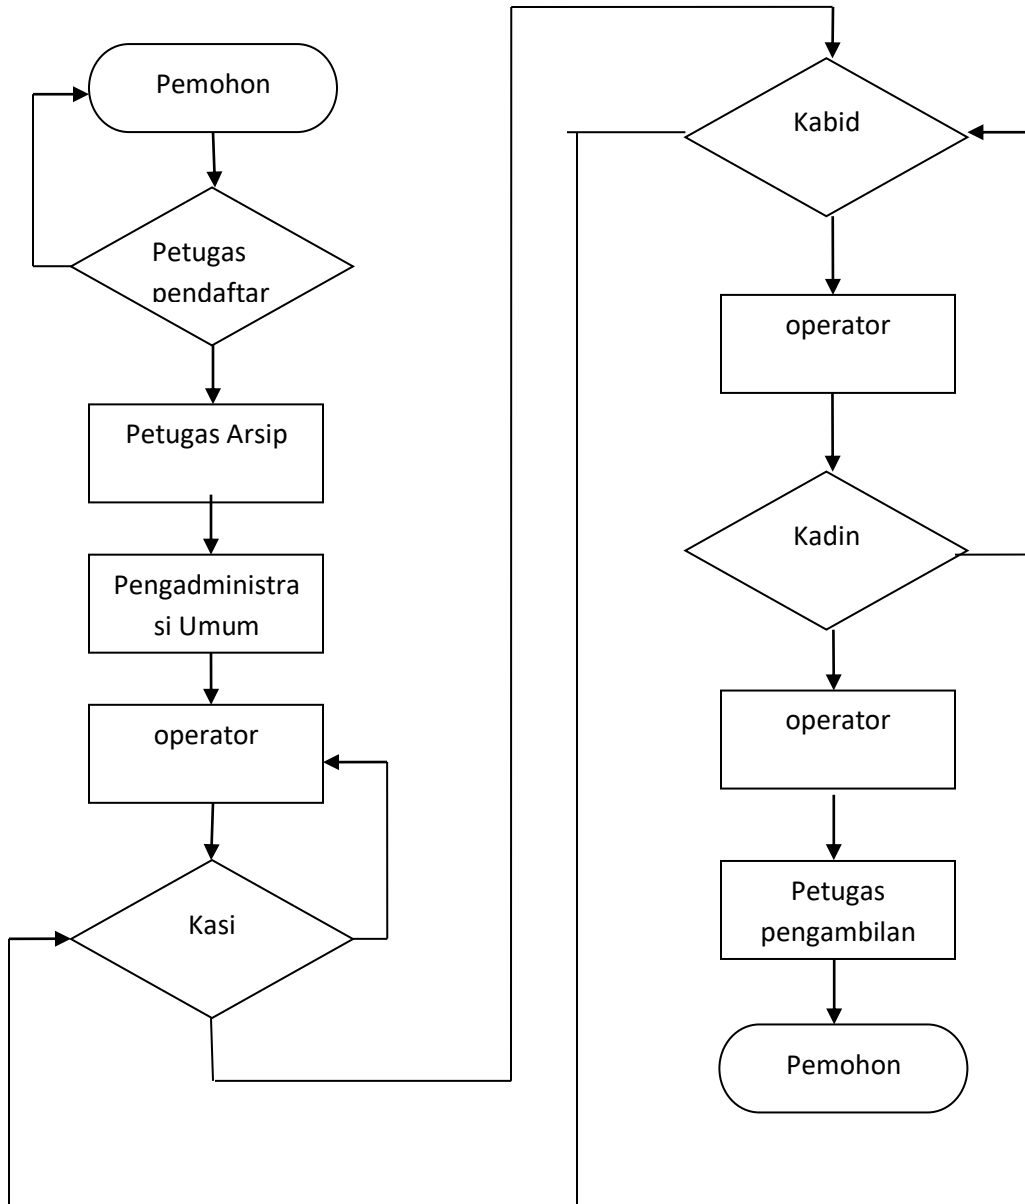 Pemohon
Petugas
pendaftar
Petugas Arsip
Pengadministra
si Umum
operator
Kasi
Kabid
operator
Kadin
operator
Petugas
pengambilan
Pemohon